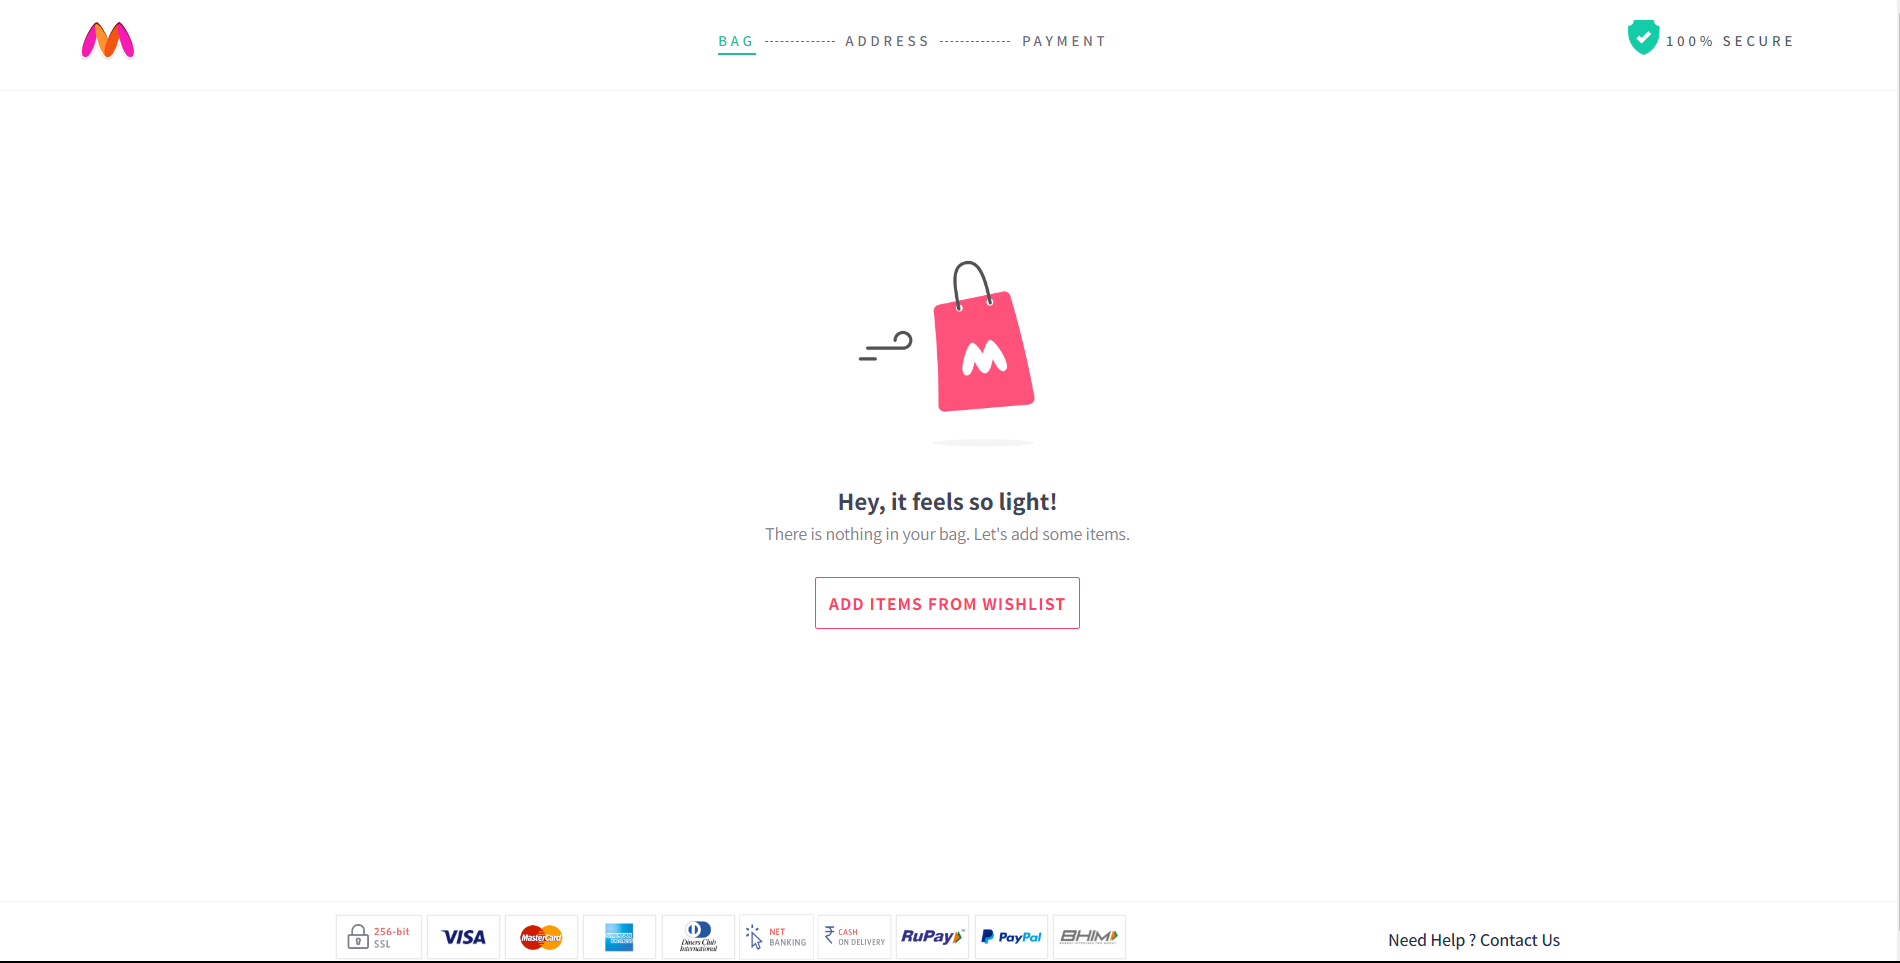 BAG ADDRESS PAYMENT
100% SECURE
Hey, it feels so light!
There is nothing in your bag. Let's add some items.
ADD ITEMS FROM WISHLIST
256-bit
SSL
VISA
MasterCard
AMERICAN
EXPRESS
Diners Club
International
NET
BANKING
CASH
ON DELIVERY
RuPay
PayPal
BHIM
Need Help ? Contact Us